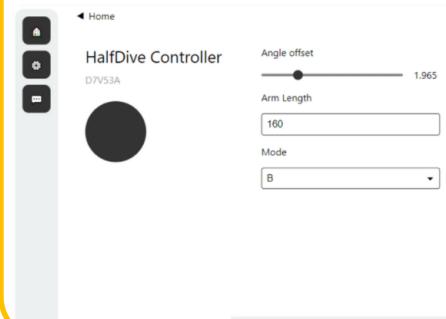 ◀ Home
HalfDive Controller
D7V53A
Angle offset
1.965
Arm Length
160
Mode
B